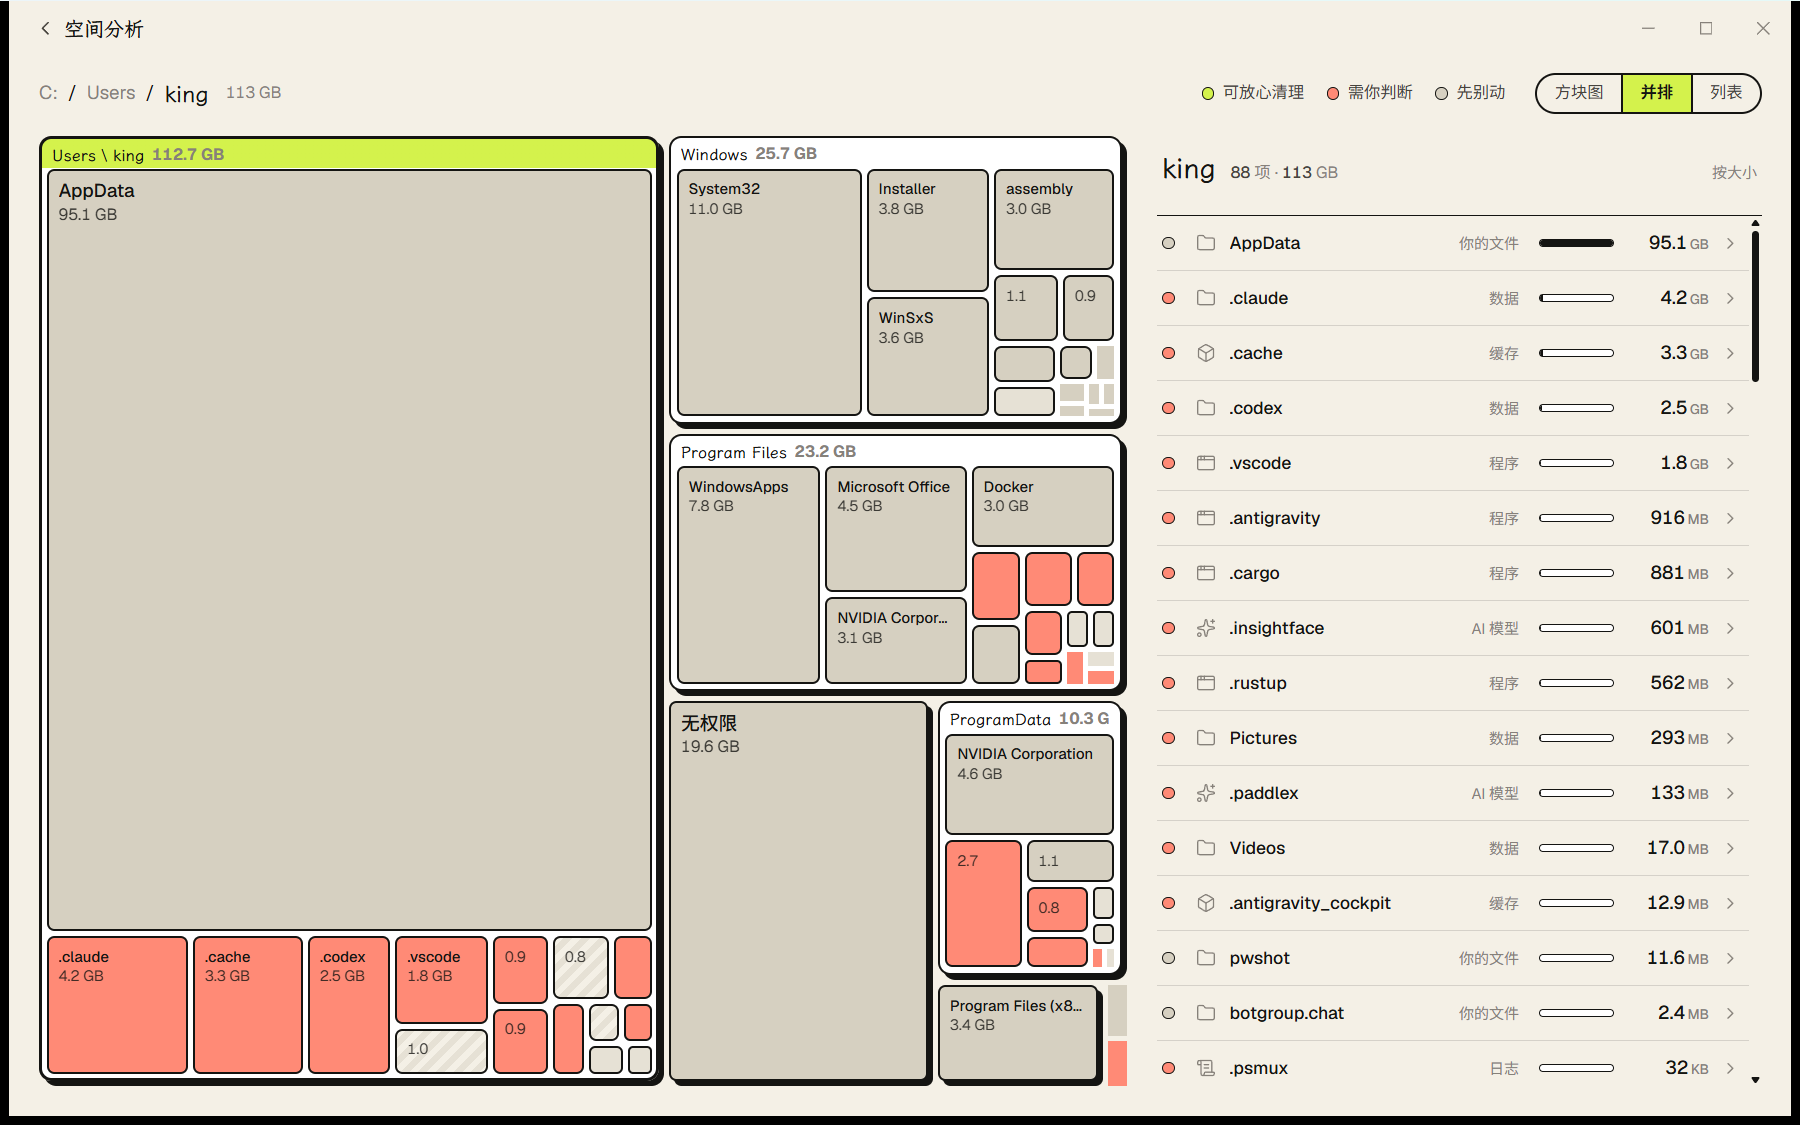 空间分析
C: / Users / king 113 GB
可放心清理 需你判断 先别动 方块图 并排 列表
Users \ king 112.7 GB
AppData
95.1 GB
.claude
4.2 GB
.cache
3.3 GB
.codex
2.5 GB
.vscode
1.8 GB
1.0
0.9
0.9
0.8
Windows 25.7 GB
System32
11.0 GB
Installer
3.8 GB
WinSxS
3.6 GB
assembly
3.0 GB
1.1
0.9
Program Files 23.2 GB
WindowsApps
7.8 GB
Microsoft Office
4.5 GB
NVIDIA Corpor...
3.1 GB
Docker
3.0 GB
无权限
19.6 GB
ProgramData 10.3 G
NVIDIA Corporation
4.6 GB
2.7
1.1
0.8
Program Files (x8...
3.4 GB
king 88 项 · 113 GB 按大小
AppData 你的文件 95.1 GB
.claude 数据 4.2 GB
.cache 缓存 3.3 GB
.codex 数据 2.5 GB
.vscode 程序 1.8 GB
.antigravity 程序 916 MB
.cargo 程序 881 MB
.insightface AI 模型 601 MB
.rustup 程序 562 MB
Pictures 数据 293 MB
.paddlex AI 模型 133 MB
Videos 数据 17.0 MB
.antigravity_cockpit 缓存 12.9 MB
pwshot 你的文件 11.6 MB
botgroup.chat 你的文件 2.4 MB
.psmux 日志 32 KB